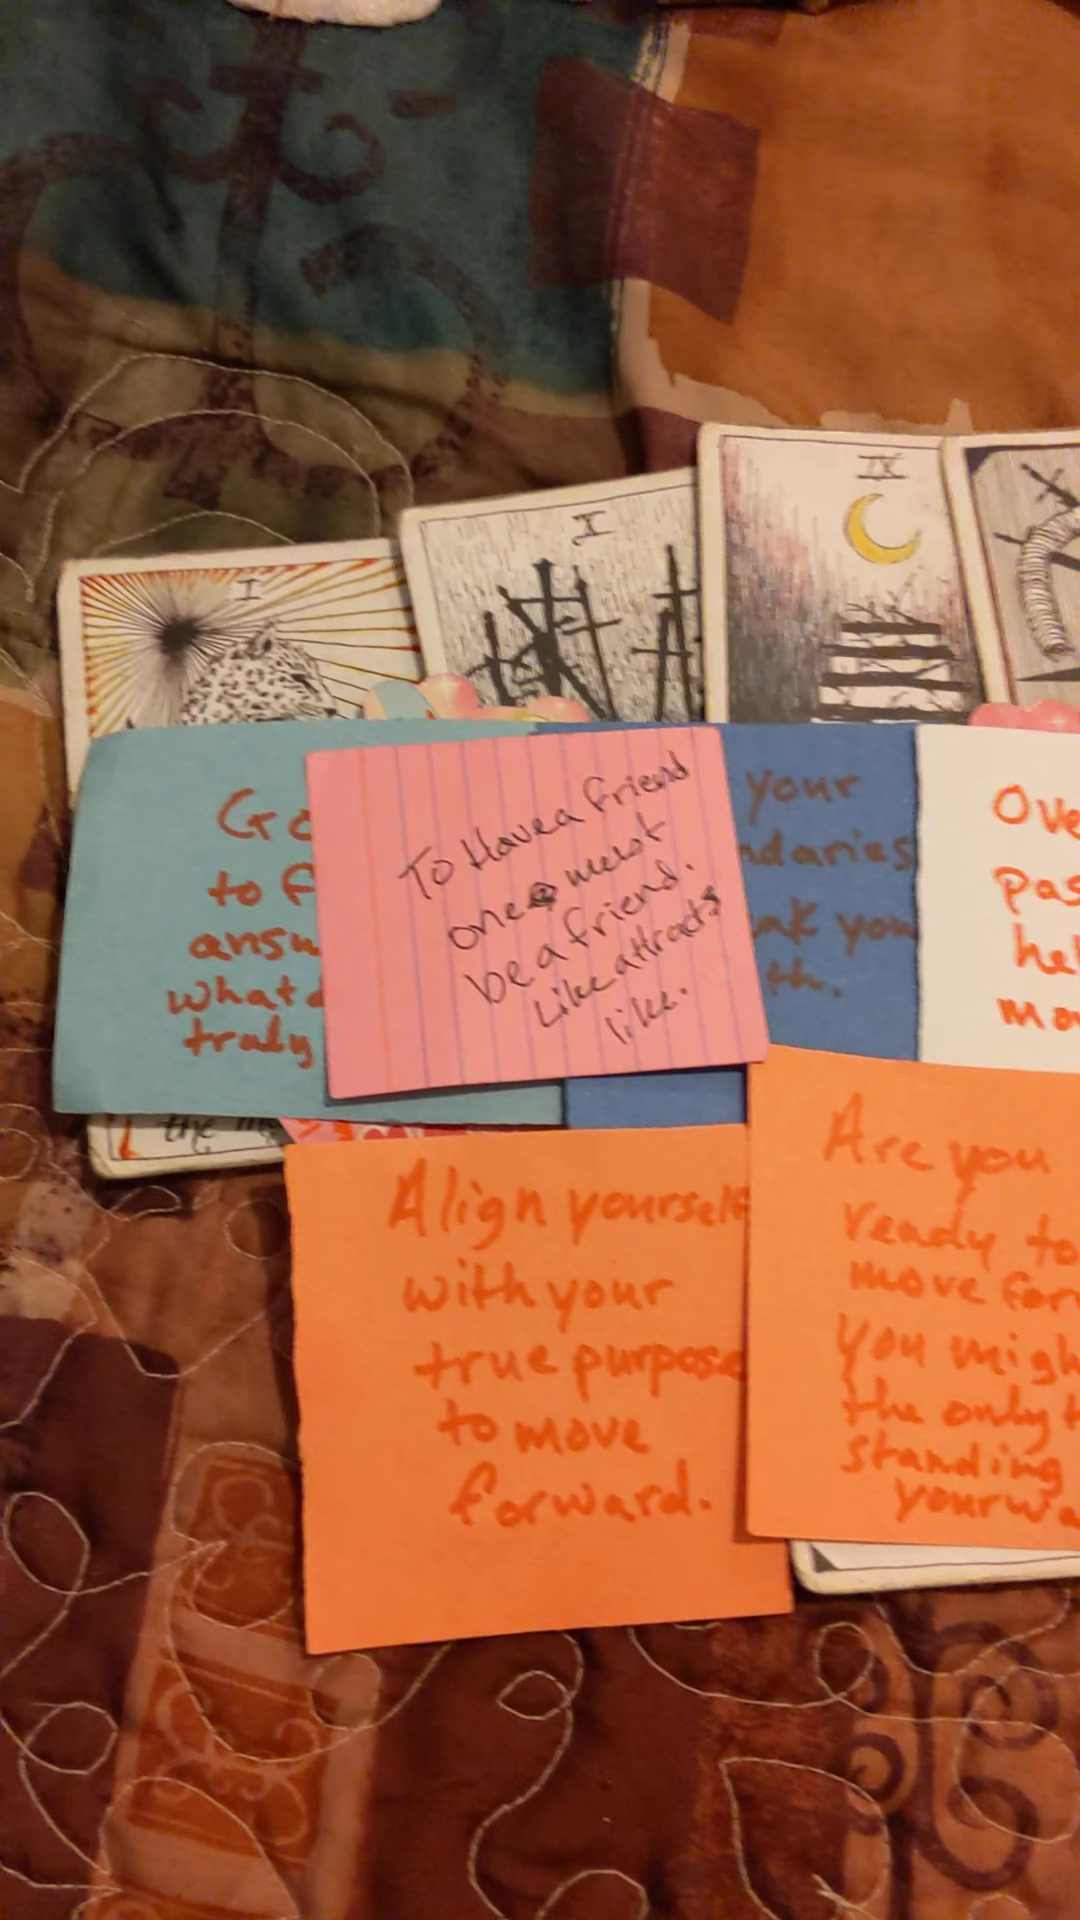 I
X
IX
Go
to f
answ
what
truly
To Have a friend
one must
be a friend.
Like attracts
like.
your
ndaries
ak you
th.
Ove
pas
hel
mo
the
Align yourself
with your
true purpose
to move
forward.
Are you
ready to
move for
you migh
the only t
standing
your wa